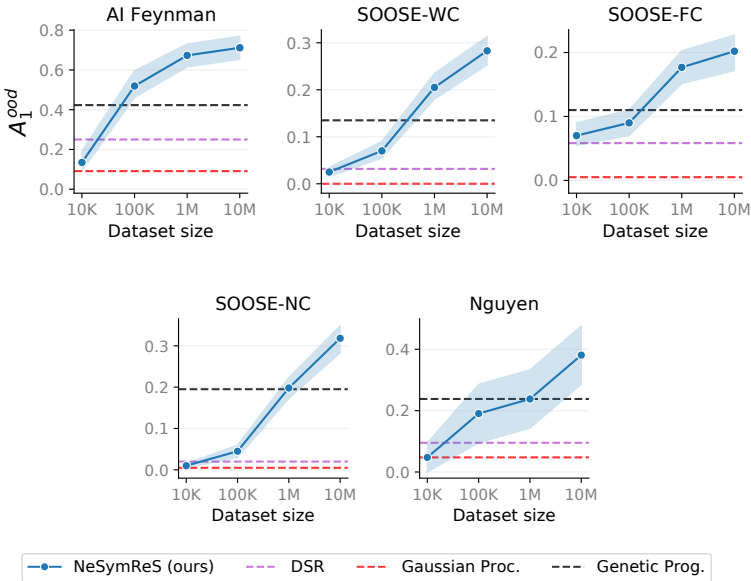 AI Feynman
SOOSE-WC
SOOSE-FC
A₁ᵒᵒᵈ
0.8
0.6
0.4
0.2
0.0
10K 100K 1M 10M
Dataset size
0.3
0.2
0.1
0.0
10K 100K 1M 10M
Dataset size
0.2
0.1
0.0
10K 100K 1M 10M
Dataset size
SOOSE-NC
Nguyen
0.3
0.2
0.1
0.0
10K 100K 1M 10M
Dataset size
0.4
0.2
0.0
10K 100K 1M 10M
Dataset size
NeSymReS (ours) DSR Gaussian Proc. Genetic Prog.